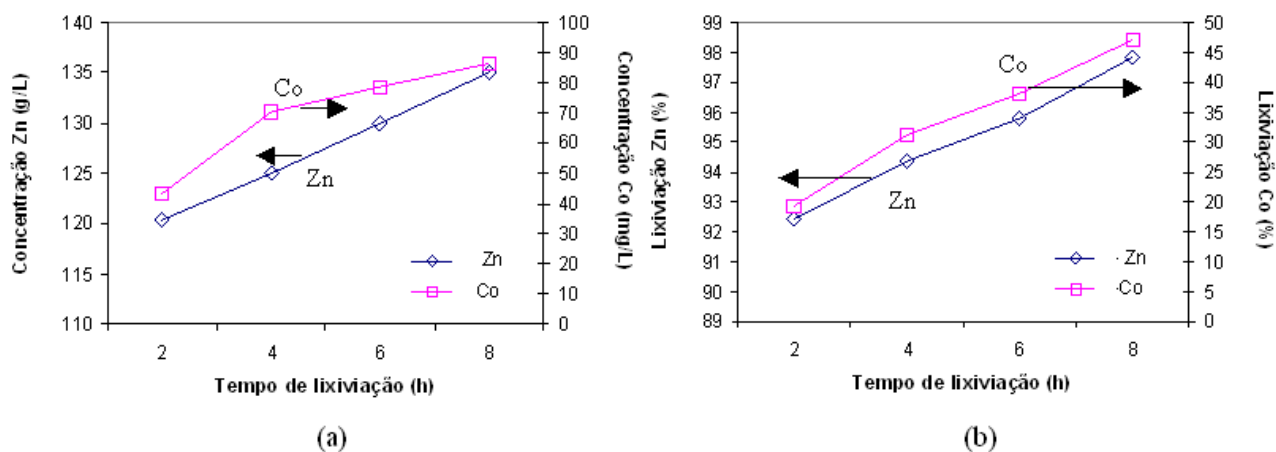 140
135
130
125
120
115
110
Concentração Zn (g/L)
100
90
80
70
60
50
40
30
20
10
0
Concentração Co (mg/L)
Co
Zn
Zn
Co
2 4 6 8
Tempo de lixiviação (h)
(a)
99
98
97
96
95
94
93
92
91
90
89
Lixiviação Zn (%)
50
45
40
35
30
25
20
15
10
5
0
Lixiviação Co (%)
Co
Zn
Zn
Co
2 4 6 8
Tempo de lixiviação (h)
(b)